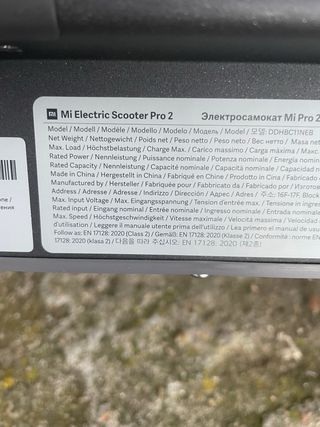 mi Mi Electric Scooter Pro 2 Электросамокат Mi Pro 2
Model / Modell / Modèle / Modello / Modelo / Модель / Model / 모델: DDHBC11NEB
Net Weight / Nettogewicht / Poids net / Peso netto / Peso neto / Вес нетто / Masa net
Max. Load / Höchstbelastung / Charge Max. / Carico massimo / Carga máxima / Макс.
Rated Power / Nennleistung / Puissance nominale / Potenza nominale / Potencia nominal
Rated Capacity / Nennleistung / Capacité nominale / Capacità nominale / Capacidad n
Made in China / Hergestellt in China / Fabriqué en Chine / Prodotto in Cina / Fabricado
Manufactured by / Hersteller / Fabriquée pour / Fabbricato da / Fabricado por / Изготов
Address / Adresse / Adresse / Indirizzo / Dirección / Адрес / Adres / 주소: 16F-17F, Block
Max. Input Voltage / Max. Eingangsspannung / Tension d'entrée max. / Tensione in ingres
Rated input / Eingang nominal / Entrée nominale / Ingresso nominale / Entrada nominal
Max. Speed / Höchstgeschwindigkeit / Vitesse maximale / Velocità massima / Velocidad
d'utilisation / Leggere il manuale utente prima dell'utilizzo / Lea primero el manual de usu
Follow as: EN 17128: 2020 (Class 2) / Gemäß: EN 17128: 2020 (Klasse 2) / Conformité : norme EN
17128: 2020 (klasse 2) / 다음을 따라 주십시오: EN 17128: 2020 (제2종)